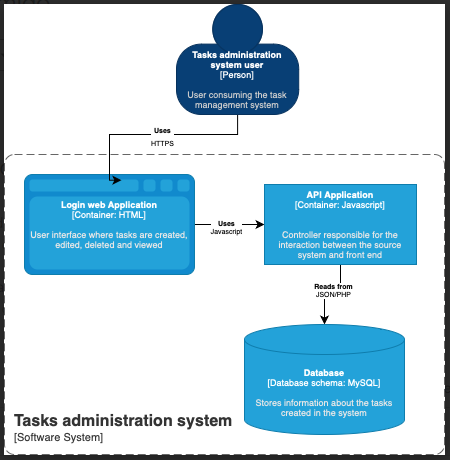 Tasks administration
system user
[Person]
User consuming the task
management system
Uses
HTTPS
Login web Application
[Container: HTML]
User interface where tasks are created,
edited, deleted and viewed
Uses
Javascript
API Application
[Container: Javascript]
Controller responsible for the
interaction between the source
system and front end
Reads from
JSON/PHP
Database
[Database schema: MySQL]
Stores information about the tasks
created in the system
Tasks administration system
[Software System]